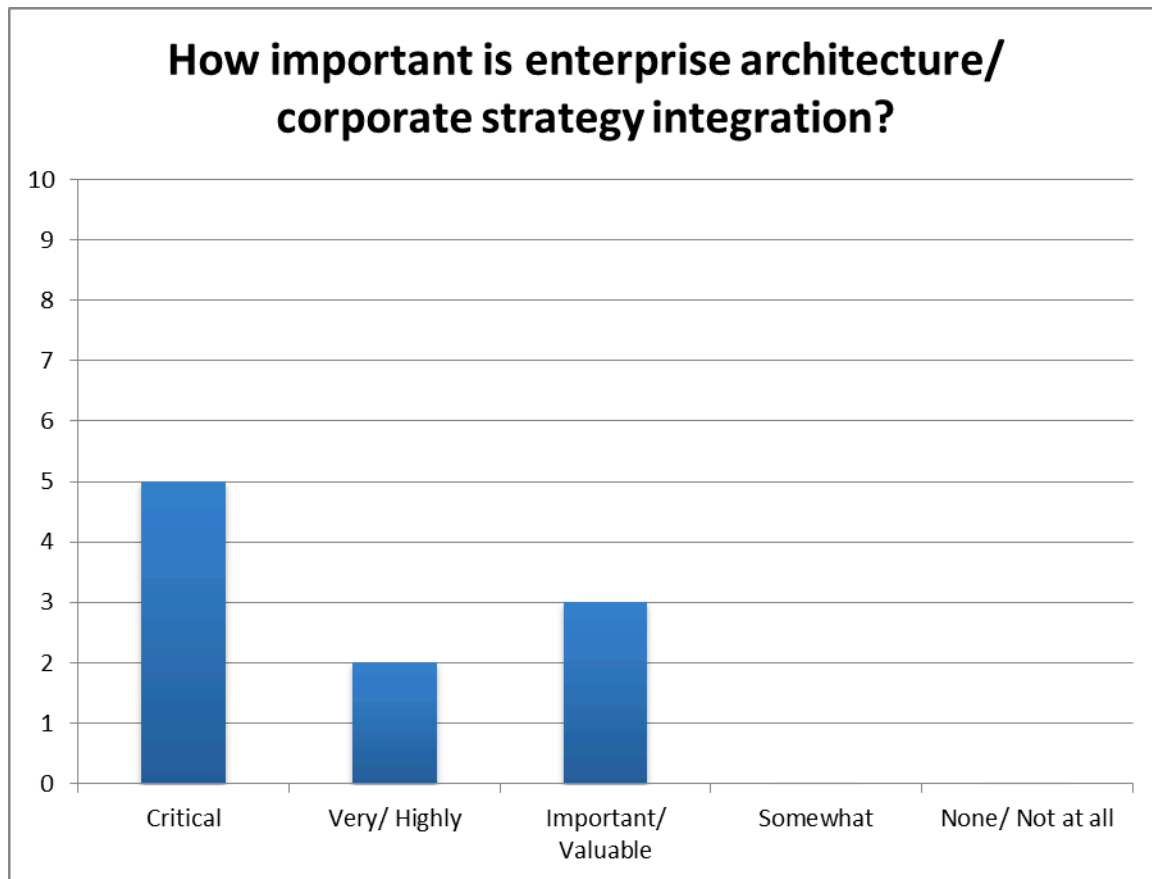 How important is enterprise architecture/
corporate strategy integration?
10
9
8
7
6
5
4
3
2
1
0
Critical
Very/ Highly
Important/
Valuable
Somewhat
None/ Not at all